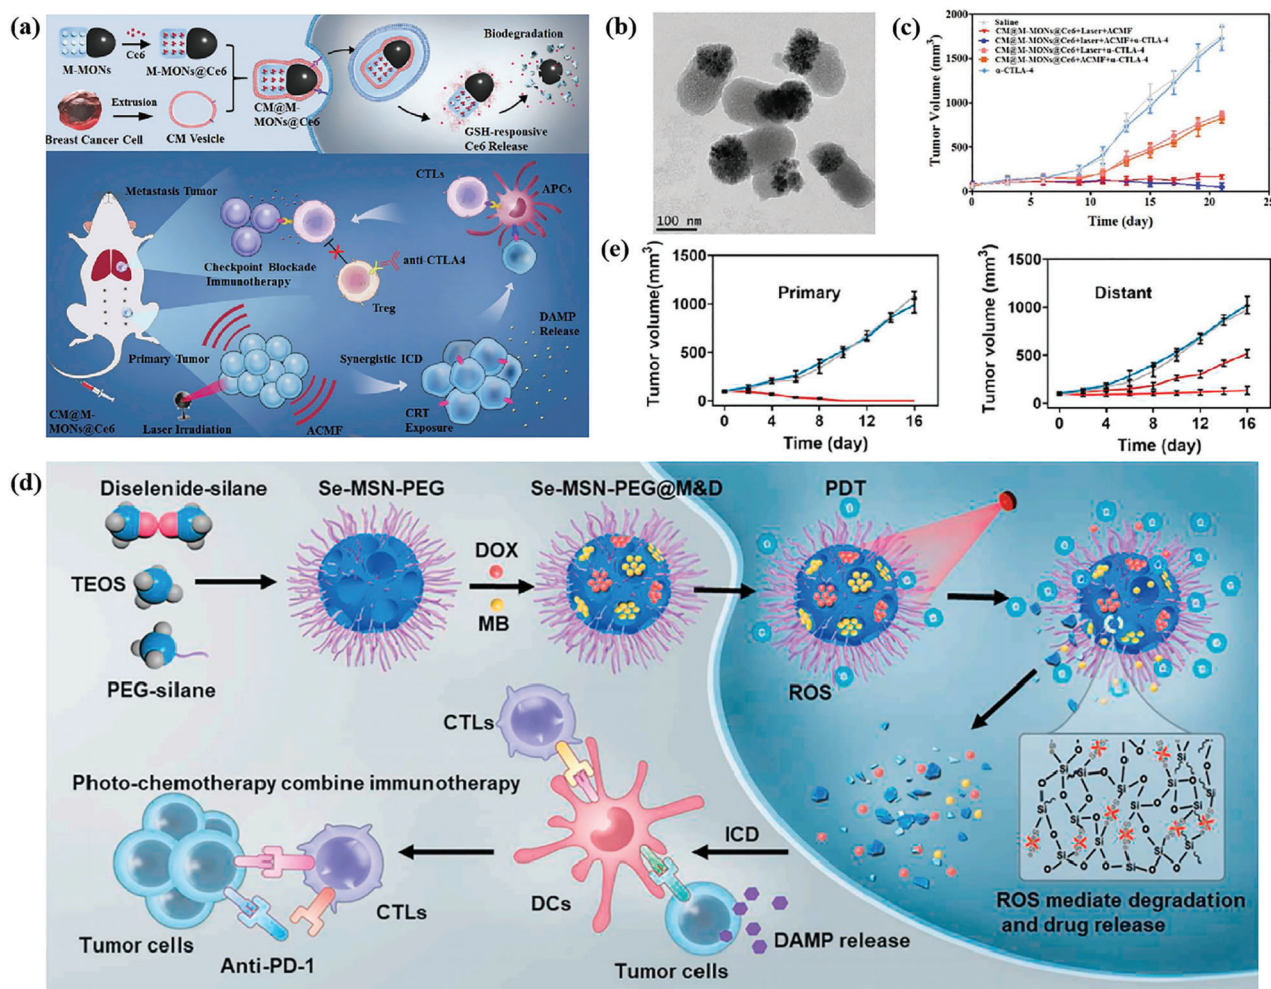 (a)
M-MONs
Ce6
M-MONs@Ce6
Extrusion
Breast Cancer Cell
CM Vesicle
CM@M-
MONs@Ce6
Biodegradation
GSH-responsive
Ce6 Release
Metastasis Tumor
CTLs
APCs
Checkpoint Blockade
Immunotherapy
anti-CTLA4
Treg
DAMP
Release
Primary Tumor
Synergistic ICD
CM@M-
MONs@Ce6
Laser Irradiation
ACMF
CRT
Exposure
(b)
100 nm
(c)
Saline
CM@M-MONs@Ce6+Laser+ACMF
CM@M-MONs@Ce6+Laser+ACMF+α-CTLA-4
CM@M-MONs@Ce6+Laser+α-CTLA-4
CM@M-MONs@Ce6+ACMF+α-CTLA-4
α-CTLA-4
Tumor Volume (mm³)
2000
1500
1000
500
0
0 5 10 15 20 25
Time (day)
(e)
Primary
Tumor volume(mm³)
1500
1000
500
0
0 4 8 12 16
Time (day)
Distant
Tumor volume (mm³)
1500
1000
500
0
0 4 8 12 16
Time (day)
(d)
Diselenide-silane
TEOS
PEG-silane
Se-MSN-PEG
DOX
MB
Se-MSN-PEG@M&D
PDT
ROS
CTLs
Photo-chemotherapy combine immunotherapy
ICD
DCs
CTLs
Tumor cells
Anti-PD-1
Tumor cells
DAMP release
ROS mediate degradation
and drug release